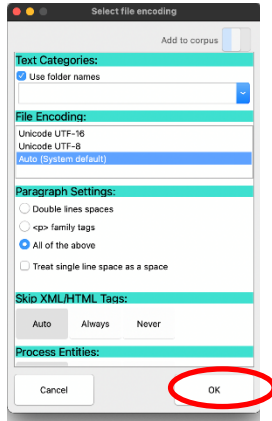 Select file encoding
Add to corpus
Text Categories:
Use folder names
File Encoding:
Unicode UTF-16
Unicode UTF-8
Auto (System default)
Paragraph Settings:
Double lines spaces
<p> family tags
All of the above
Treat single line space as a space
Skip XML/HTML Tags:
Auto Always Never
Process Entities:
Cancel OK